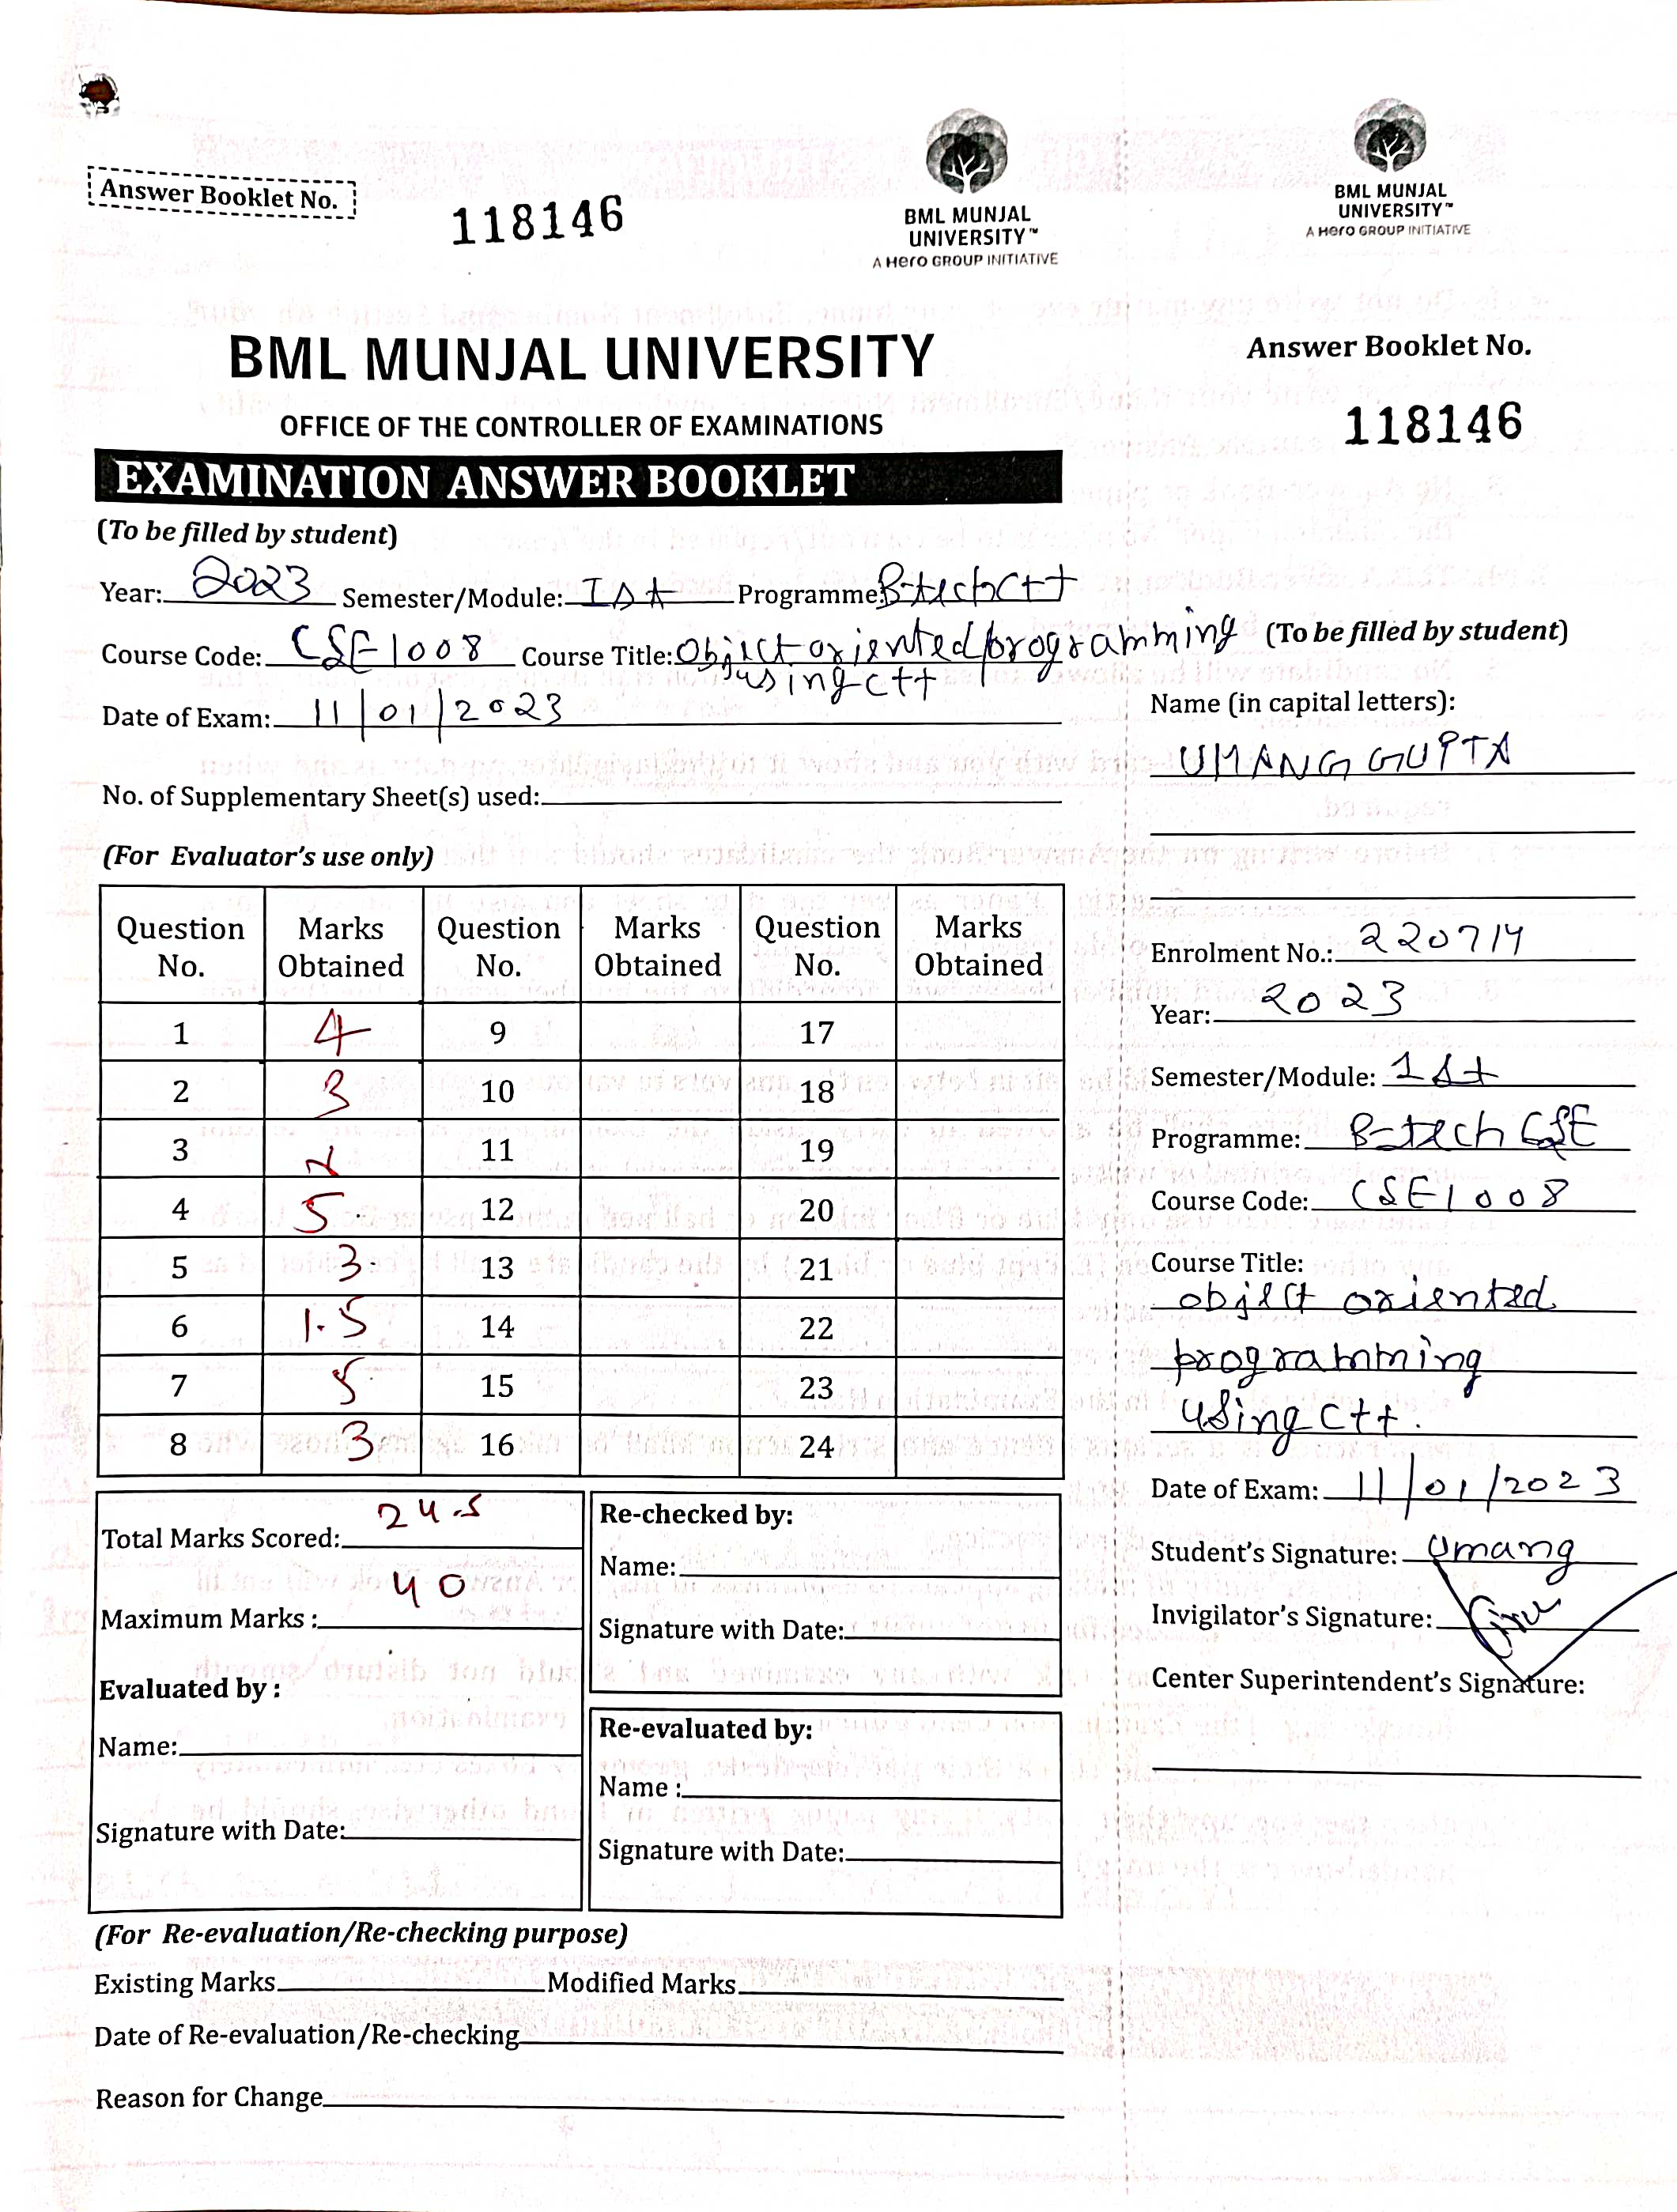 Answer Booklet No.
118146
BML MUNJAL
UNIVERSITY™
A Hero GROUP INITIATIVE
BML MUNJAL
UNIVERSITY™
A Hero GROUP INITIATIVE
BML MUNJAL UNIVERSITY
OFFICE OF THE CONTROLLER OF EXAMINATIONS
EXAMINATION ANSWER BOOKLET
(To be filled by student)
Year: 2023 Semester/Module: Ist Programme: B-tech C++
Course Code: CSE1008 Course Title: Object oriented programming
using C++
Date of Exam: 11/01/2023
No. of Supplementary Sheet(s) used:
(For Evaluator's use only)
Question No. Marks Obtained Question No. Marks Obtained Question No. Marks Obtained
1 4 9 17
2 3 10 18
3 11 19
4 5 12 20
5 3 13 21
6 1.5 14 22
7 5 15 23
8 3 16 24
Total Marks Scored: 24.5
Maximum Marks : 40
Evaluated by :
Name:
Signature with Date:
Re-checked by:
Name:
Signature with Date:
Re-evaluated by:
Name :
Signature with Date:
(For Re-evaluation/Re-checking purpose)
Existing Marks Modified Marks
Date of Re-evaluation/Re-checking
Reason for Change
Answer Booklet No.
118146
(To be filled by student)
Name (in capital letters):
UMANG GUPTA
Enrolment No.: 220714
Year: 2023
Semester/Module: 1st
Programme: B-tech CSE
Course Code: CSE1008
Course Title:
object oriented
programming
using C++.
Date of Exam: 11/01/2023
Student's Signature: Umang
Invigilator's Signature:
Center Superintendent's Signature: